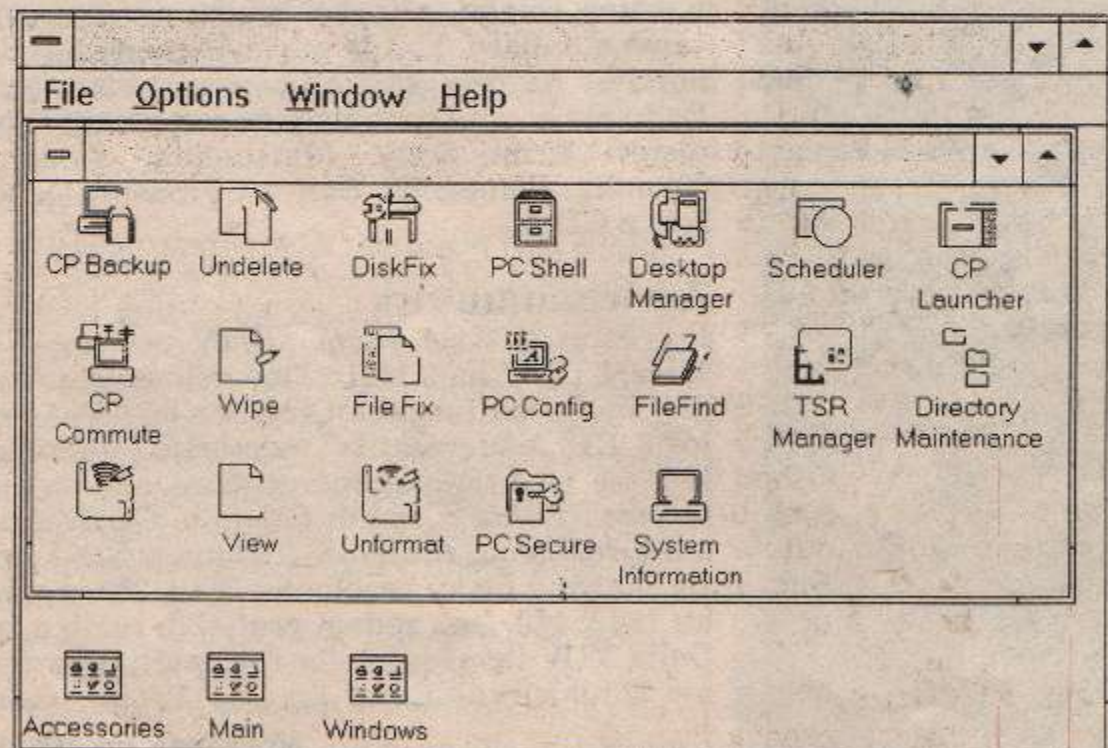 File Options Window Help
CP Backup Undelete DiskFix PC Shell Desktop Manager Scheduler CP Launcher
CP Commute Wipe File Fix PC Config FileFind TSR Manager Directory Maintenance
View Unformat PC Secure System Information
Accessories Main Windows